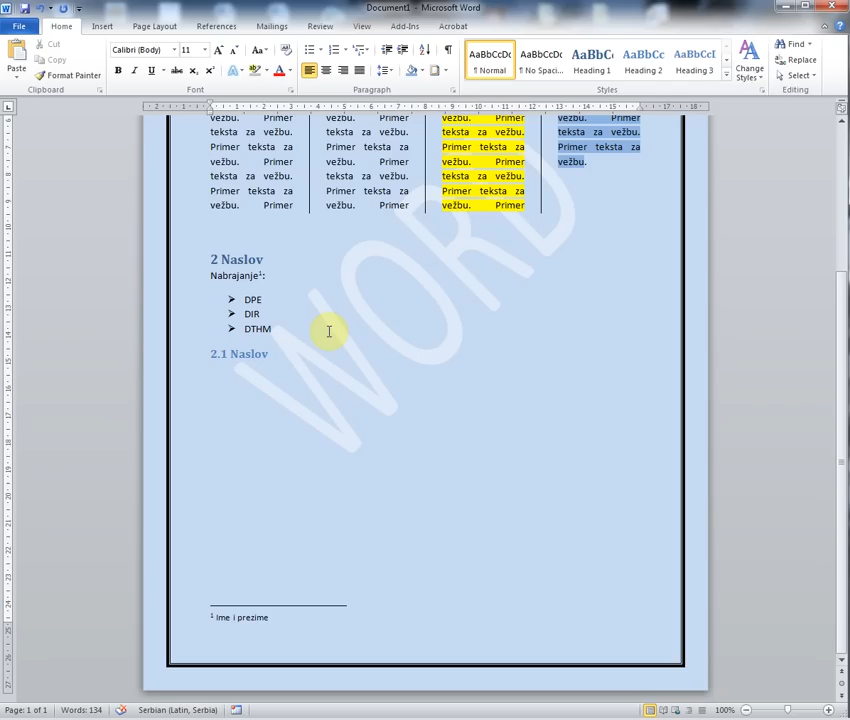 Document1 - Microsoft Word
File Home Insert Page Layout References Mailings Review View Add-Ins Acrobat
Paste
Cut
Copy
Format Painter
Clipboard
Calibri (Body) 11
Font
Paragraph
AaBbCcDc AaBbCcDc AaBbC AaBbCc AaBbCcI
¶ Normal ¶ No Spaci... Heading 1 Heading 2 Heading 3
Change Styles
Styles
Find
Replace
Select
Editing
vežbu. Primer
teksta za vežbu.
Primer teksta za
vežbu. Primer
teksta za vežbu.
Primer teksta za
vežbu. Primer
vežbu. Primer
teksta za vežbu.
Primer teksta za
vežbu. Primer
teksta za vežbu.
Primer teksta za
vežbu. Primer
vežbu. Primer
teksta za vežbu.
Primer teksta za
vežbu. Primer
teksta za vežbu.
Primer teksta za
vežbu. Primer
vežbu. Primer
teksta za vežbu.
Primer teksta za
vežbu.
WORD
2 Naslov
Nabrajanje¹:
➢ DPE
➢ DIR
➢ DTHM
2.1 Naslov
¹ Ime i prezime
Page: 1 of 1 Words: 134 Serbian (Latin, Serbia) 100%